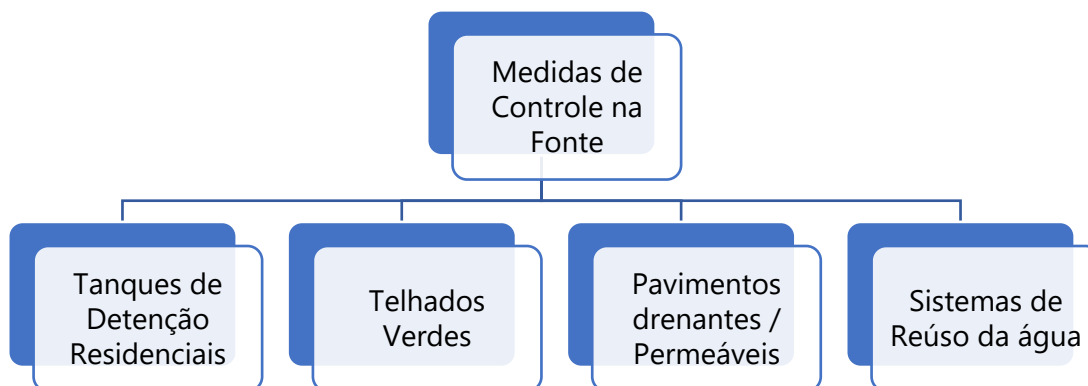 Medidas de
Controle na
Fonte
Tanques de
Detenção
Residenciais
Telhados
Verdes
Pavimentos
drenantes /
Permeáveis
Sistemas de
Reúso da água